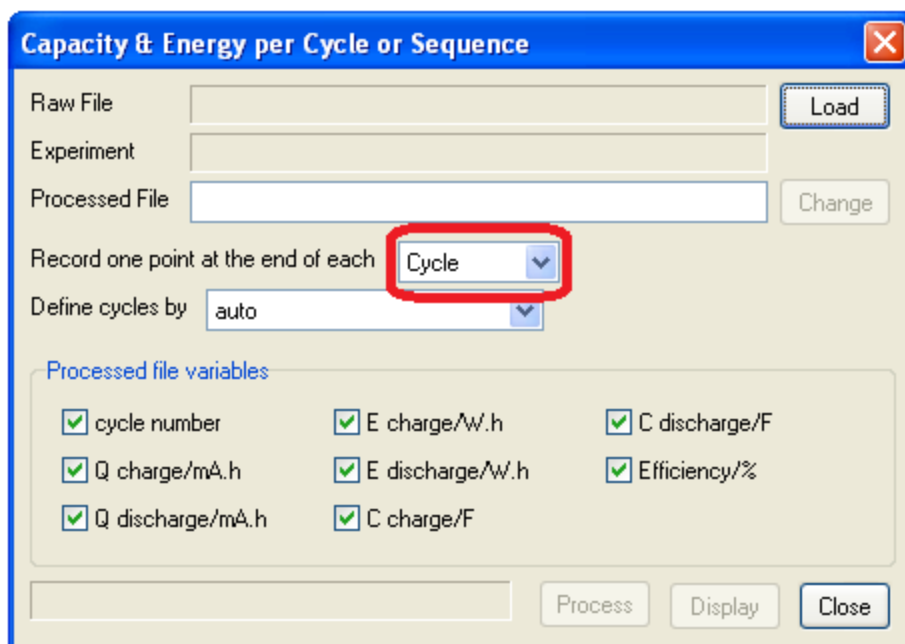 Capacity & Energy per Cycle or Sequence
Raw File Load
Experiment
Processed File Change
Record one point at the end of each Cycle
Define cycles by auto
Processed file variables
cycle number E charge/W.h C discharge/F
Q charge/mA.h E discharge/W.h Efficiency/%
Q discharge/mA.h C charge/F
Process Display Close